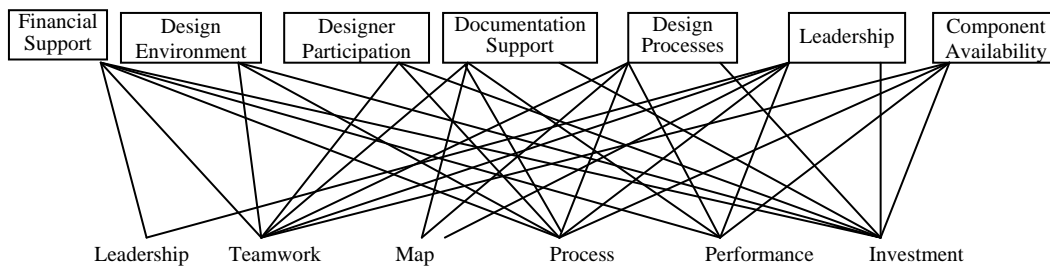 Financial
Support
Design
Environment
Designer
Participation
Documentation
Support
Design
Processes
Leadership
Component
Availability
Leadership
Teamwork
Map
Process
Performance
Investment